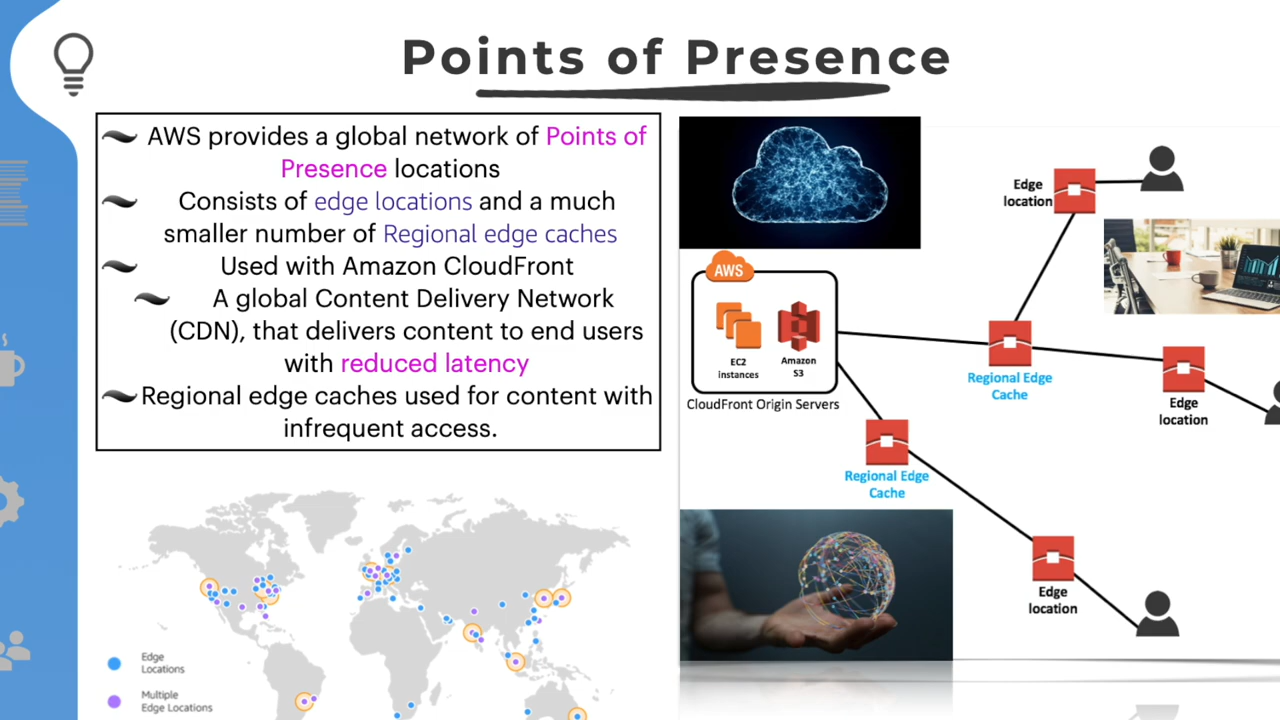 Points of Presence
AWS provides a global network of Points of
Presence locations
Consists of edge locations and a much
smaller number of Regional edge caches
Used with Amazon CloudFront
A global Content Delivery Network
(CDN), that delivers content to end users
with reduced latency
Regional edge caches used for content with
infrequent access.
Edge
location
AWS
EC2
instances
Amazon
S3
CloudFront Origin Servers
Regional Edge
Cache
Edge
location
Regional Edge
Cache
Edge
location
Edge
Locations
Multiple
Edge Locations